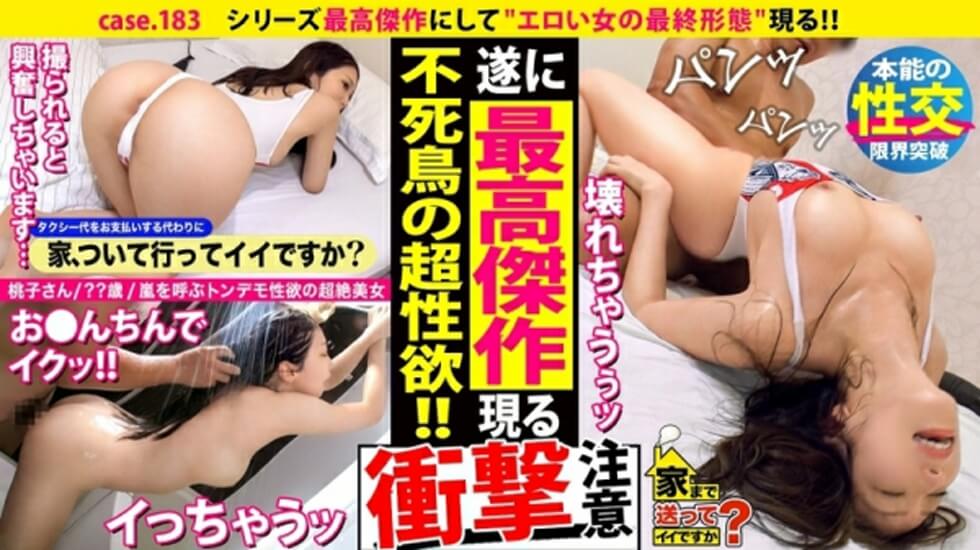 case.183 シリーズ最高傑作にして"エロい女の最終形態"現る!!
撮られると
興奮しちゃいます…
タクシー代をお支払いする代わりに
家、ついて行ってイイですか?
桃子さん/??歳/嵐を呼ぶトンデモ性欲の超絶美女
お●んちんで
イクッ!!
イっちゃうッ
遂に最高傑作現る
不死鳥の超性欲!!
衝撃注意
パンッ
パンッ
本能の
性交
限界突破
壊れちゃうぅッ
家まで
送って
イイですか?